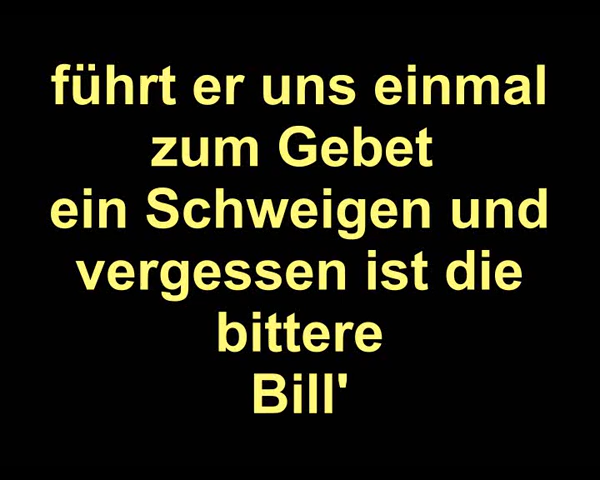 führt er uns einmal
zum Gebet
ein Schweigen und
vergessen ist die
bittere
Bill'